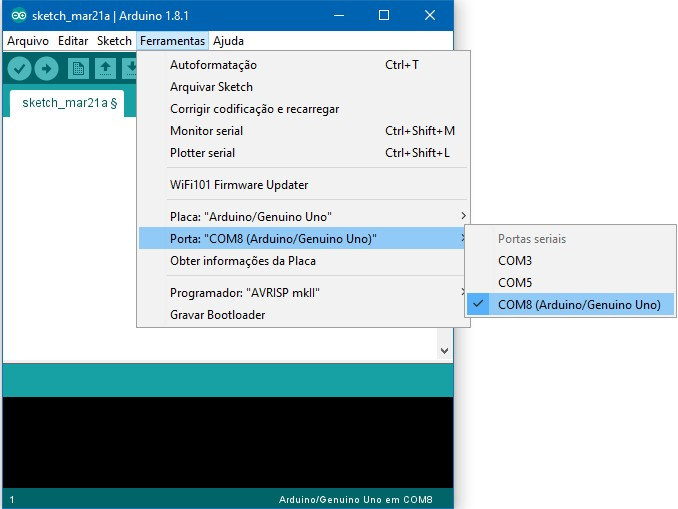 sketch_mar21a | Arduino 1.8.1
Arquivo Editar Sketch Ferramentas Ajuda
sketch_mar21a §
Autoformatação Ctrl+T
Arquivar Sketch
Corrigir codificação e recarregar
Monitor serial Ctrl+Shift+M
Plotter serial Ctrl+Shift+L
WiFi101 Firmware Updater
Placa: "Arduino/Genuino Uno"
Porta: "COM8 (Arduino/Genuino Uno)"
Obter informações da Placa
Programador: "AVRISP mkII"
Gravar Bootloader
Portas seriais
COM3
COM5
COM8 (Arduino/Genuino Uno)
1 Arduino/Genuino Uno em COM8